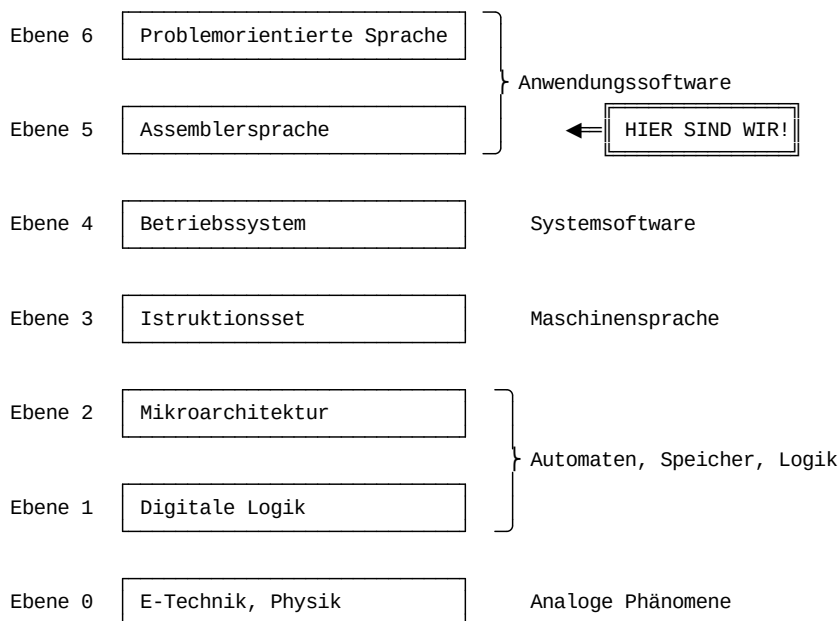 Ebene 6 Problemorientierte Sprache
Anwendungssoftware
Ebene 5 Assemblersprache HIER SIND WIR!
Ebene 4 Betriebssystem Systemsoftware
Ebene 3 Istruktionsset Maschinensprache
Ebene 2 Mikroarchitektur
Automaten, Speicher, Logik
Ebene 1 Digitale Logik
Ebene 0 E-Technik, Physik Analoge Phänomene